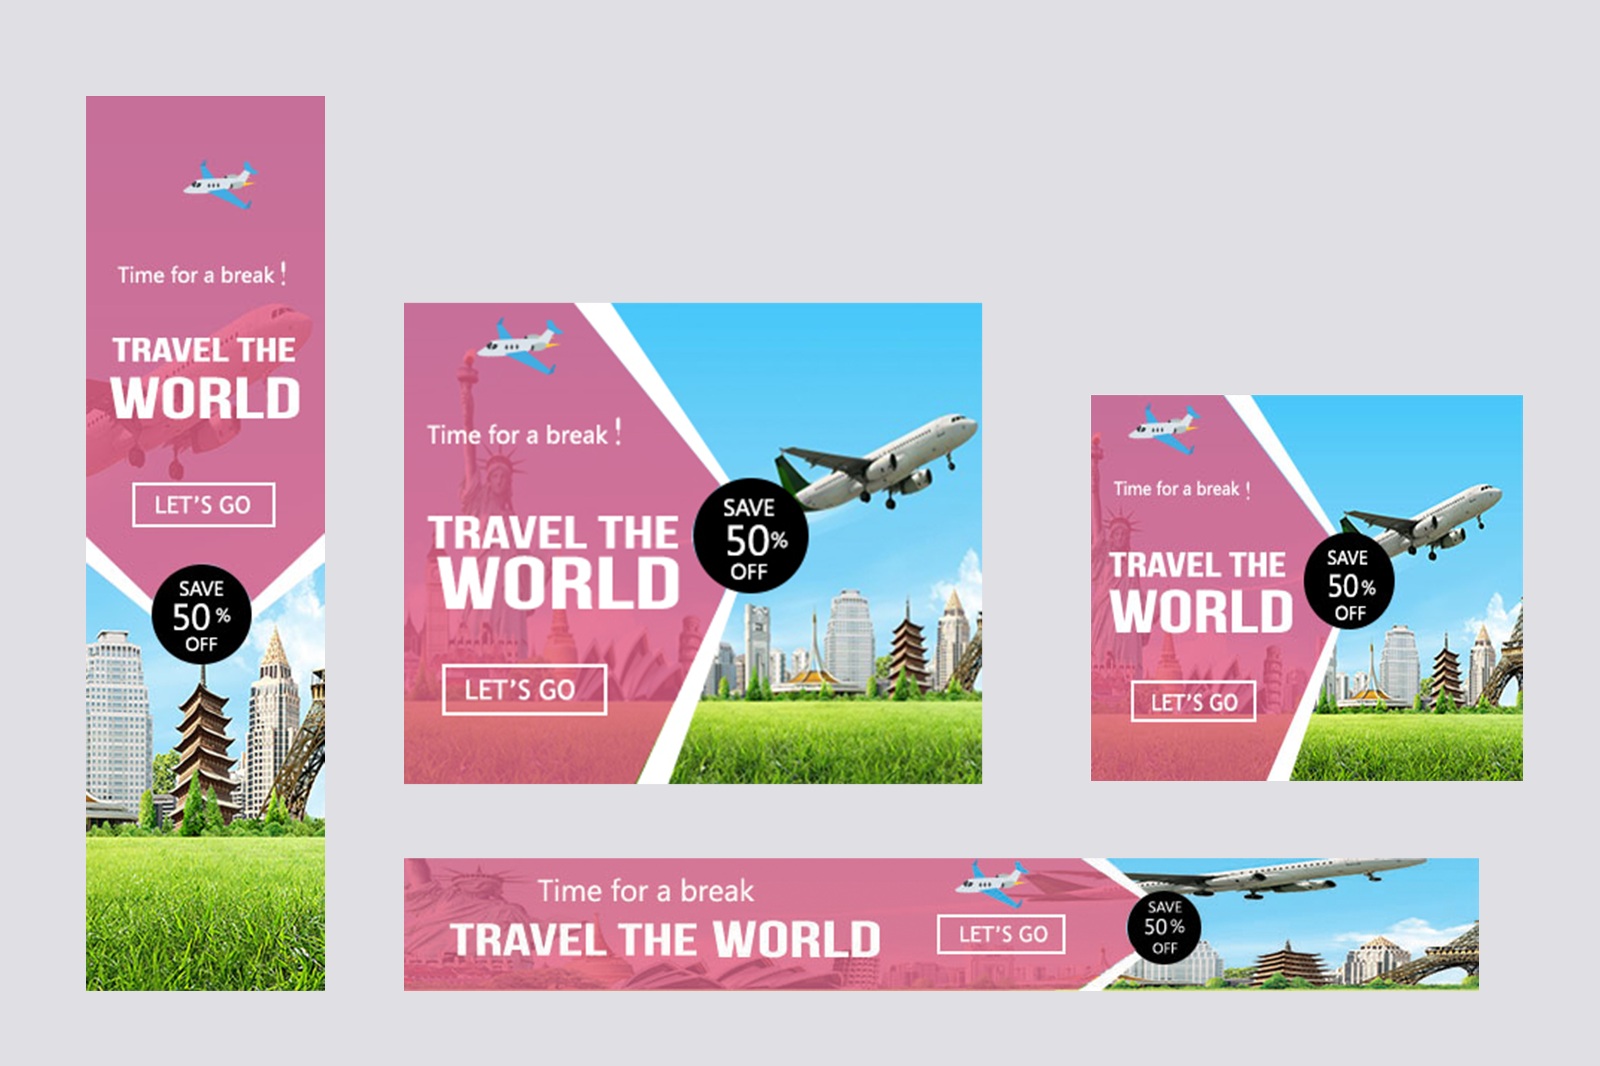 Time for a break !
TRAVEL THE
WORLD
LET'S GO
SAVE
50 %
OFF
Time for a break !
TRAVEL THE
WORLD
LET'S GO
SAVE
50%
OFF
Time for a break !
TRAVEL THE
WORLD
LET'S GO
SAVE
50%
OFF
Time for a break
TRAVEL THE WORLD
LET'S GO
SAVE
50 %
OFF